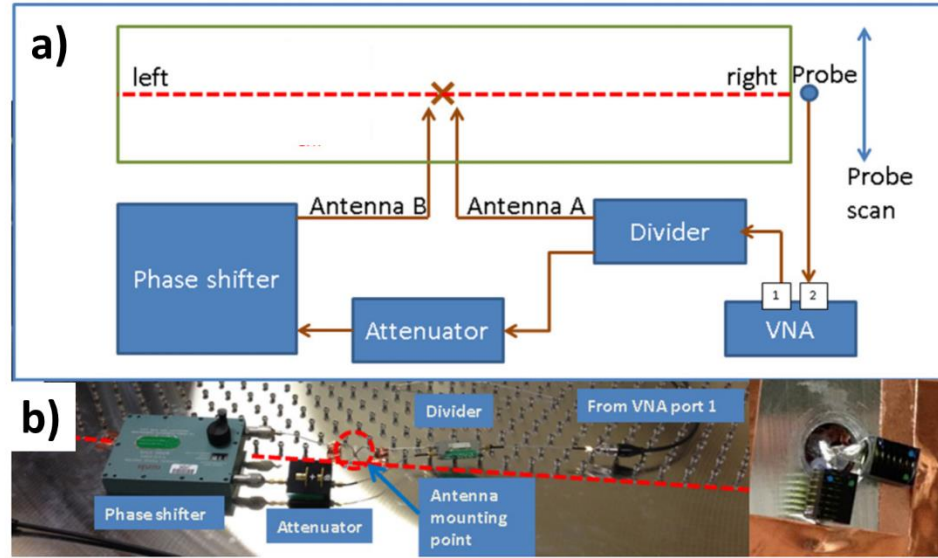 a)
left
right
Probe
Antenna B
Antenna A
Probe
scan
Phase shifter
Divider
Attenuator
1
2
VNA
b)
Divider
From VNA port 1
Phase shifter
Attenuator
Antenna
mounting
point